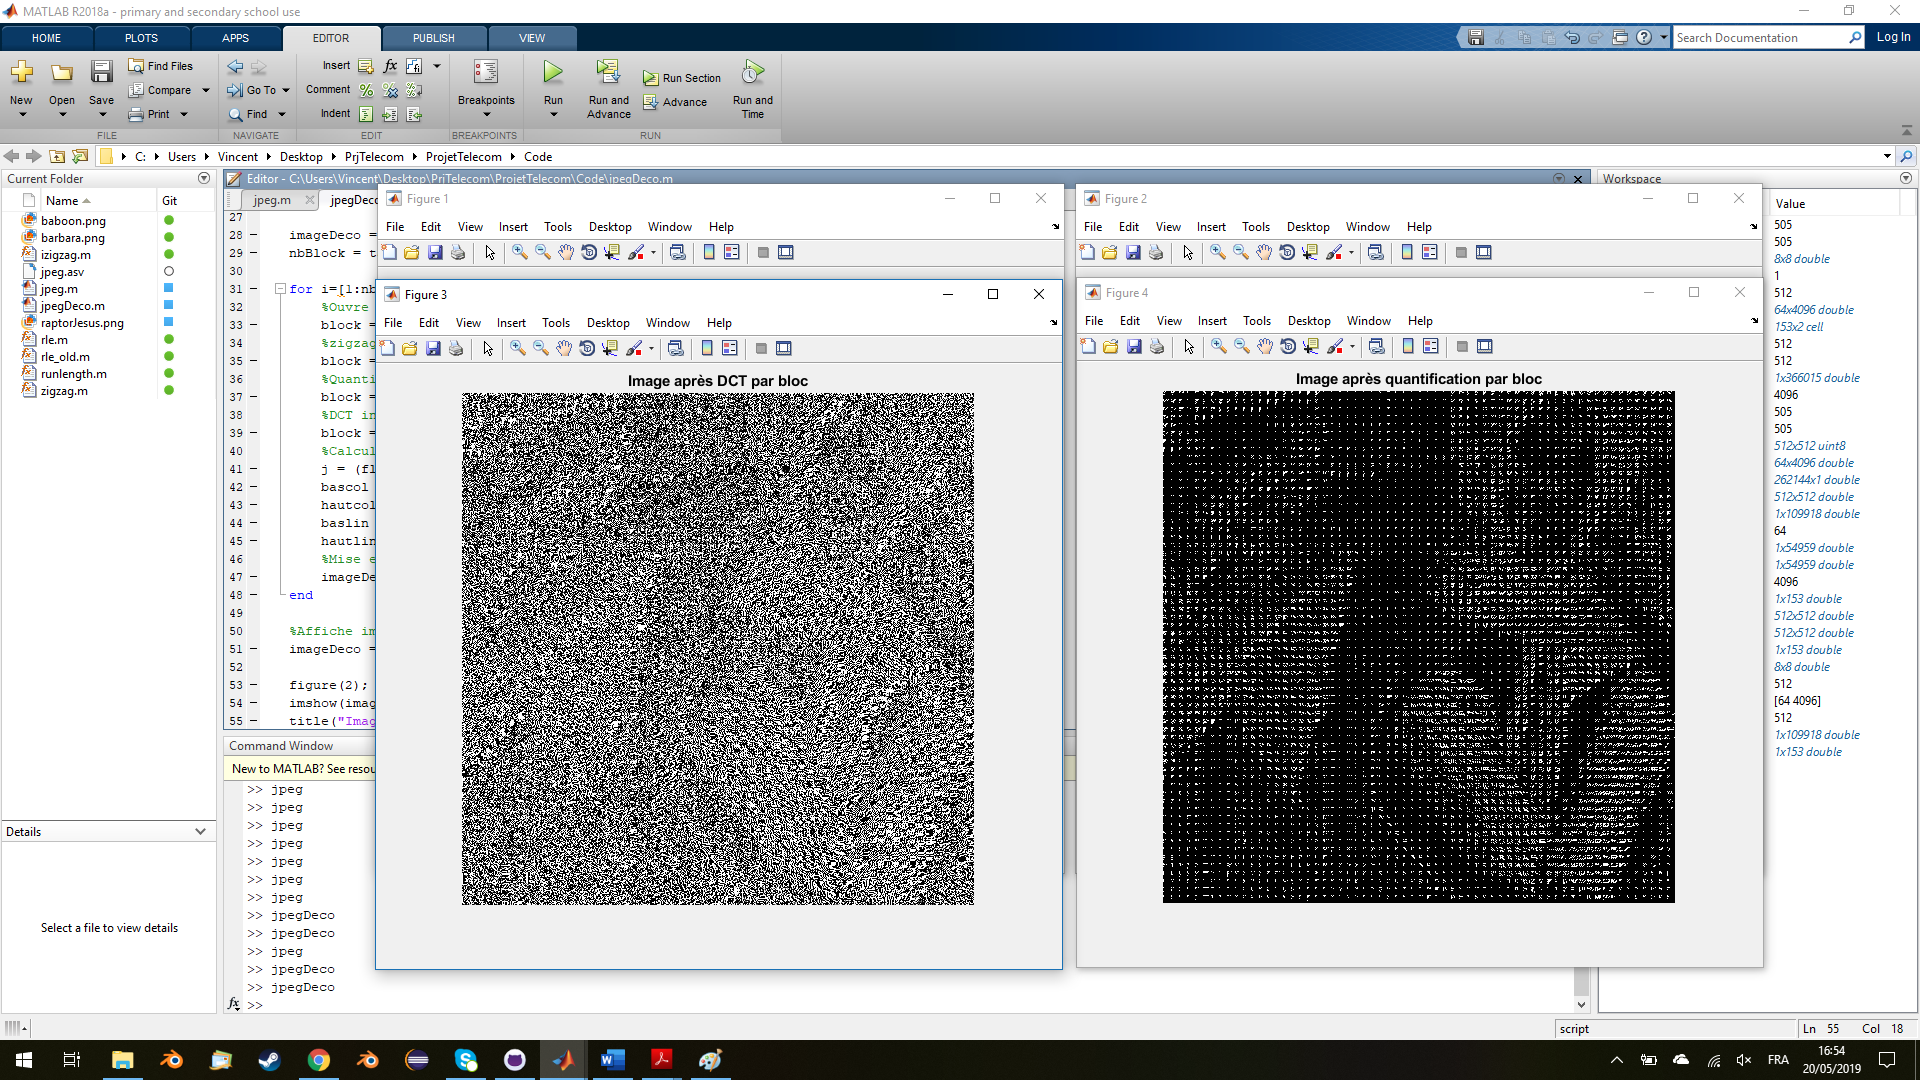 MATLAB R2018a - primary and secondary school use
HOME PLOTS APPS EDITOR PUBLISH VIEW
Search Documentation Log In
New Open Save Find Files Compare Print
Go To Find
Insert fx Comment Indent
Breakpoints
Run Run and Advance Run Section Advance Run and Time
FILE NAVIGATE EDIT BREAKPOINTS RUN
C: Users Vincent Desktop PrjTelecom ProjetTelecom Code
Current Folder
Name Git
baboon.png
barbara.png
izigzag.m
jpeg.asv
jpeg.m
jpegDeco.m
raptorJesus.png
rle.m
rle_old.m
runlength.m
zigzag.m
Details
Select a file to view details
Editor - C:\Users\Vincent\Desktop\PrjTelecom\ProjetTelecom\Code\jpegDeco.m
jpeg.m jpegDeco
27
28 imageDeco =
29 nbBlock = t
30
31 for i=[1:nb
32 %Ouvre
33 block =
34 %zigzag
35 block =
36 %Quanti
37 block =
38 %DCT in
39 block =
40 %Calcul
41 j = (fl
42 bascol
43 hautcol
44 baslin
45 hautlin
46 %Mise e
47 imageDe
48 end
49
50 %Affiche im
51 imageDeco =
52
53 figure(2);
54 imshow(imag
55 title("Imag
Command Window
New to MATLAB? See resou
>> jpeg
>> jpeg
>> jpeg
>> jpeg
>> jpeg
>> jpeg
>> jpeg
>> jpegDeco
>> jpegDeco
>> jpeg
>> jpegDeco
>> jpegDeco
fx >>
Figure 1
File Edit View Insert Tools Desktop Window Help
Figure 2
File Edit View Insert Tools Desktop Window Help
Figure 3
File Edit View Insert Tools Desktop Window Help
Image après DCT par bloc
Figure 4
File Edit View Insert Tools Desktop Window Help
Image après quantification par bloc
Workspace
Value
505
505
8x8 double
1
512
64x4096 double
153x2 cell
512
512
1x366015 double
4096
505
505
512x512 uint8
64x4096 double
262144x1 double
512x512 double
1x109918 double
64
1x54959 double
1x54959 double
4096
1x153 double
512x512 double
512x512 double
1x153 double
8x8 double
512
[64 4096]
512
1x109918 double
1x153 double
script Ln 55 Col 18
FRA
16:54
20/05/2019